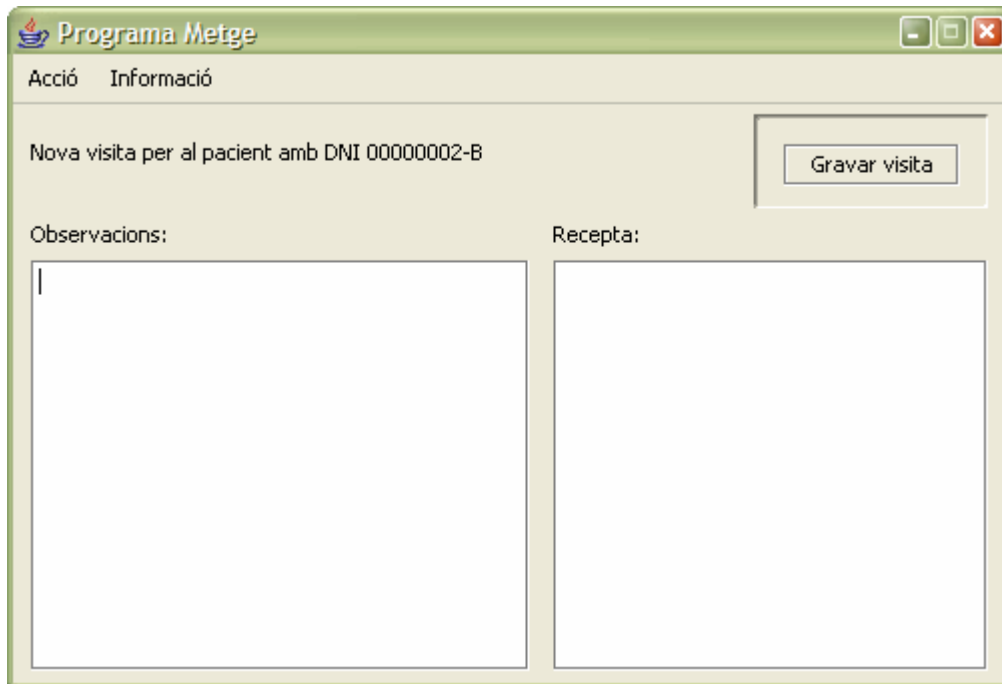 Programa Metge
Acció Informació
Nova visita per al pacient amb DNI 00000002-B
Gravar visita
Observacions: Recepta: